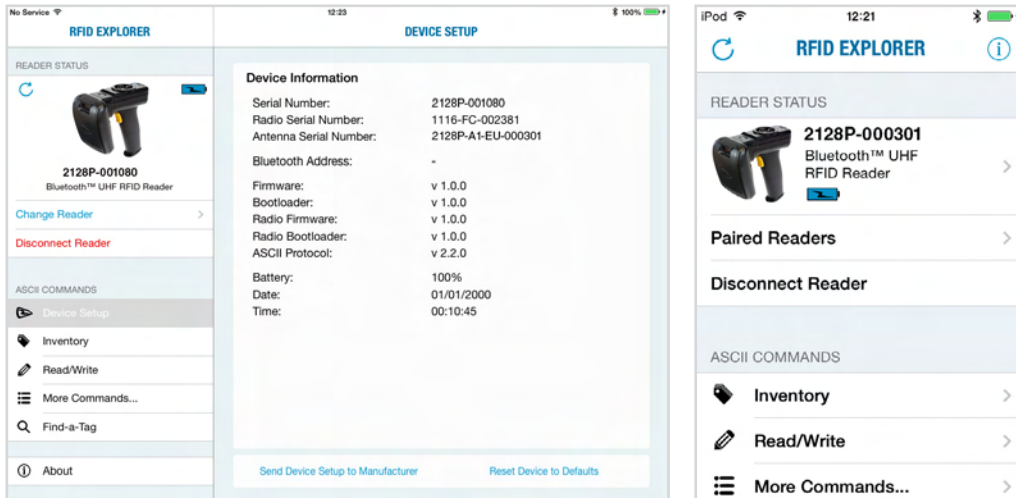 No Service 12:23 100%
RFID EXPLORER
DEVICE SETUP
READER STATUS
2128P-001080
Bluetooth™ UHF RFID Reader
Change Reader
Disconnect Reader
ASCII COMMANDS
Device Setup
Inventory
Read/Write
More Commands...
Find-a-Tag
About
Device Information
Serial Number: 2128P-001080
Radio Serial Number: 1116-FC-002381
Antenna Serial Number: 2128P-A1-EU-000301
Bluetooth Address: -
Firmware: v 1.0.0
Bootloader: v 1.0.0
Radio Firmware: v 1.0.0
Radio Bootloader: v 1.0.0
ASCII Protocol: v 2.2.0
Battery: 100%
Date: 01/01/2000
Time: 00:10:45
Send Device Setup to Manufacturer Reset Device to Defaults
iPod 12:21
RFID EXPLORER
READER STATUS
2128P-000301
Bluetooth™ UHF
RFID Reader
Paired Readers
Disconnect Reader
ASCII COMMANDS
Inventory
Read/Write
More Commands...